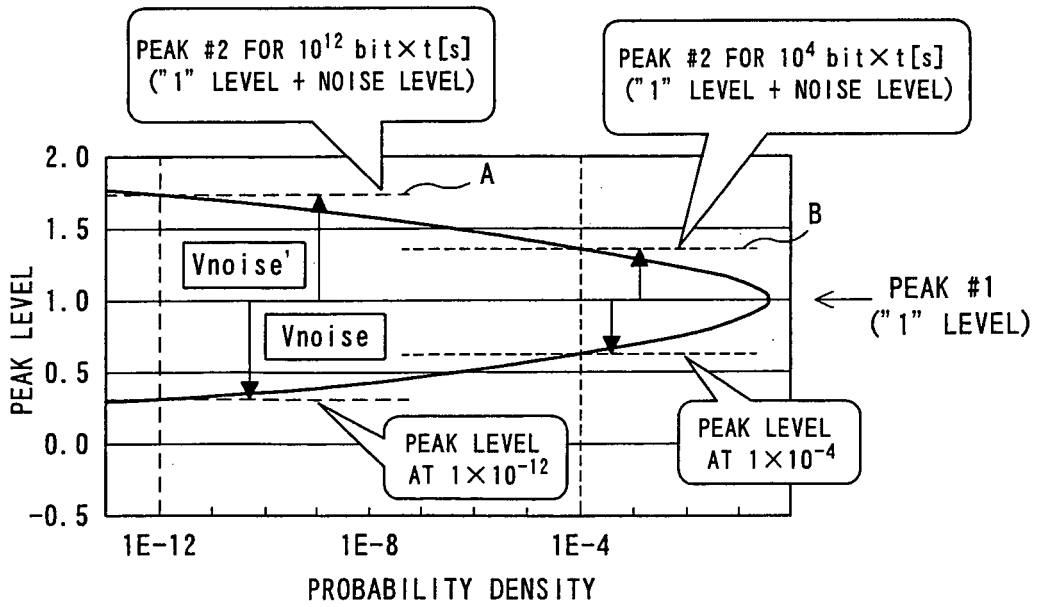 PEAK #2 FOR 10¹² bit×t[s]
("1" LEVEL + NOISE LEVEL)
PEAK #2 FOR 10⁴ bit×t[s]
("1" LEVEL + NOISE LEVEL)
A
B
2.0
1.5
1.0
0.5
0.0
-0.5
PEAK LEVEL
Vnoise'
Vnoise
PEAK #1
("1" LEVEL)
PEAK LEVEL
AT 1×10⁻¹²
PEAK LEVEL
AT 1×10⁻⁴
1E-12
1E-8
1E-4
PROBABILITY DENSITY